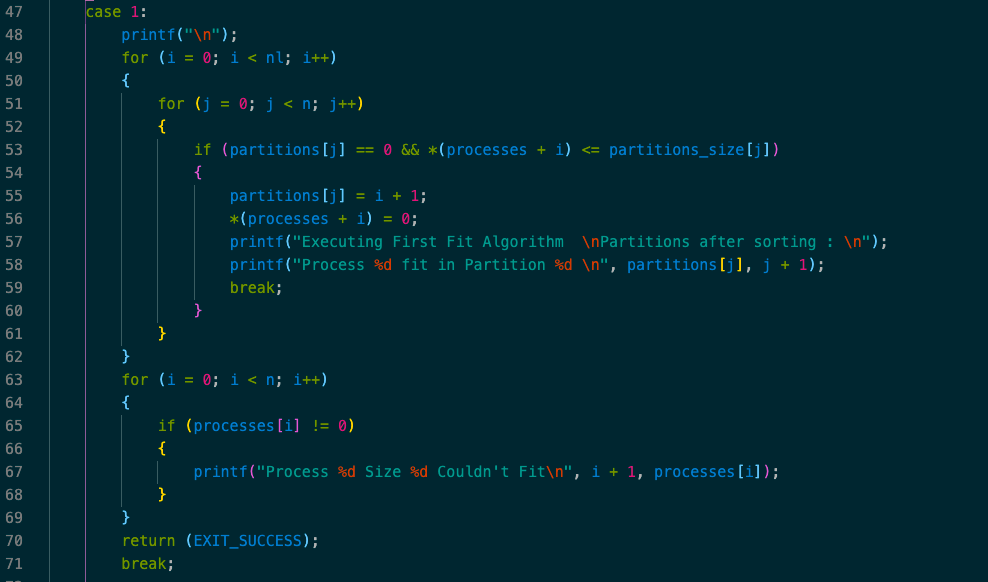 47 case 1:
48 printf("\n");
49 for (i = 0; i < nl; i++)
50 {
51 for (j = 0; j < n; j++)
52 {
53 if (partitions[j] == 0 && *(processes + i) <= partitions_size[j])
54 {
55 partitions[j] = i + 1;
56 *(processes + i) = 0;
57 printf("Executing First Fit Algorithm  \nPartitions after sorting : \n");
58 printf("Process %d fit in Partition %d \n", partitions[j], j + 1);
59 break;
60 }
61 }
62 }
63 for (i = 0; i < n; i++)
64 {
65 if (processes[i] != 0)
66 {
67 printf("Process %d Size %d Couldn't Fit\n", i + 1, processes[i]);
68 }
69 }
70 return (EXIT_SUCCESS);
71 break;